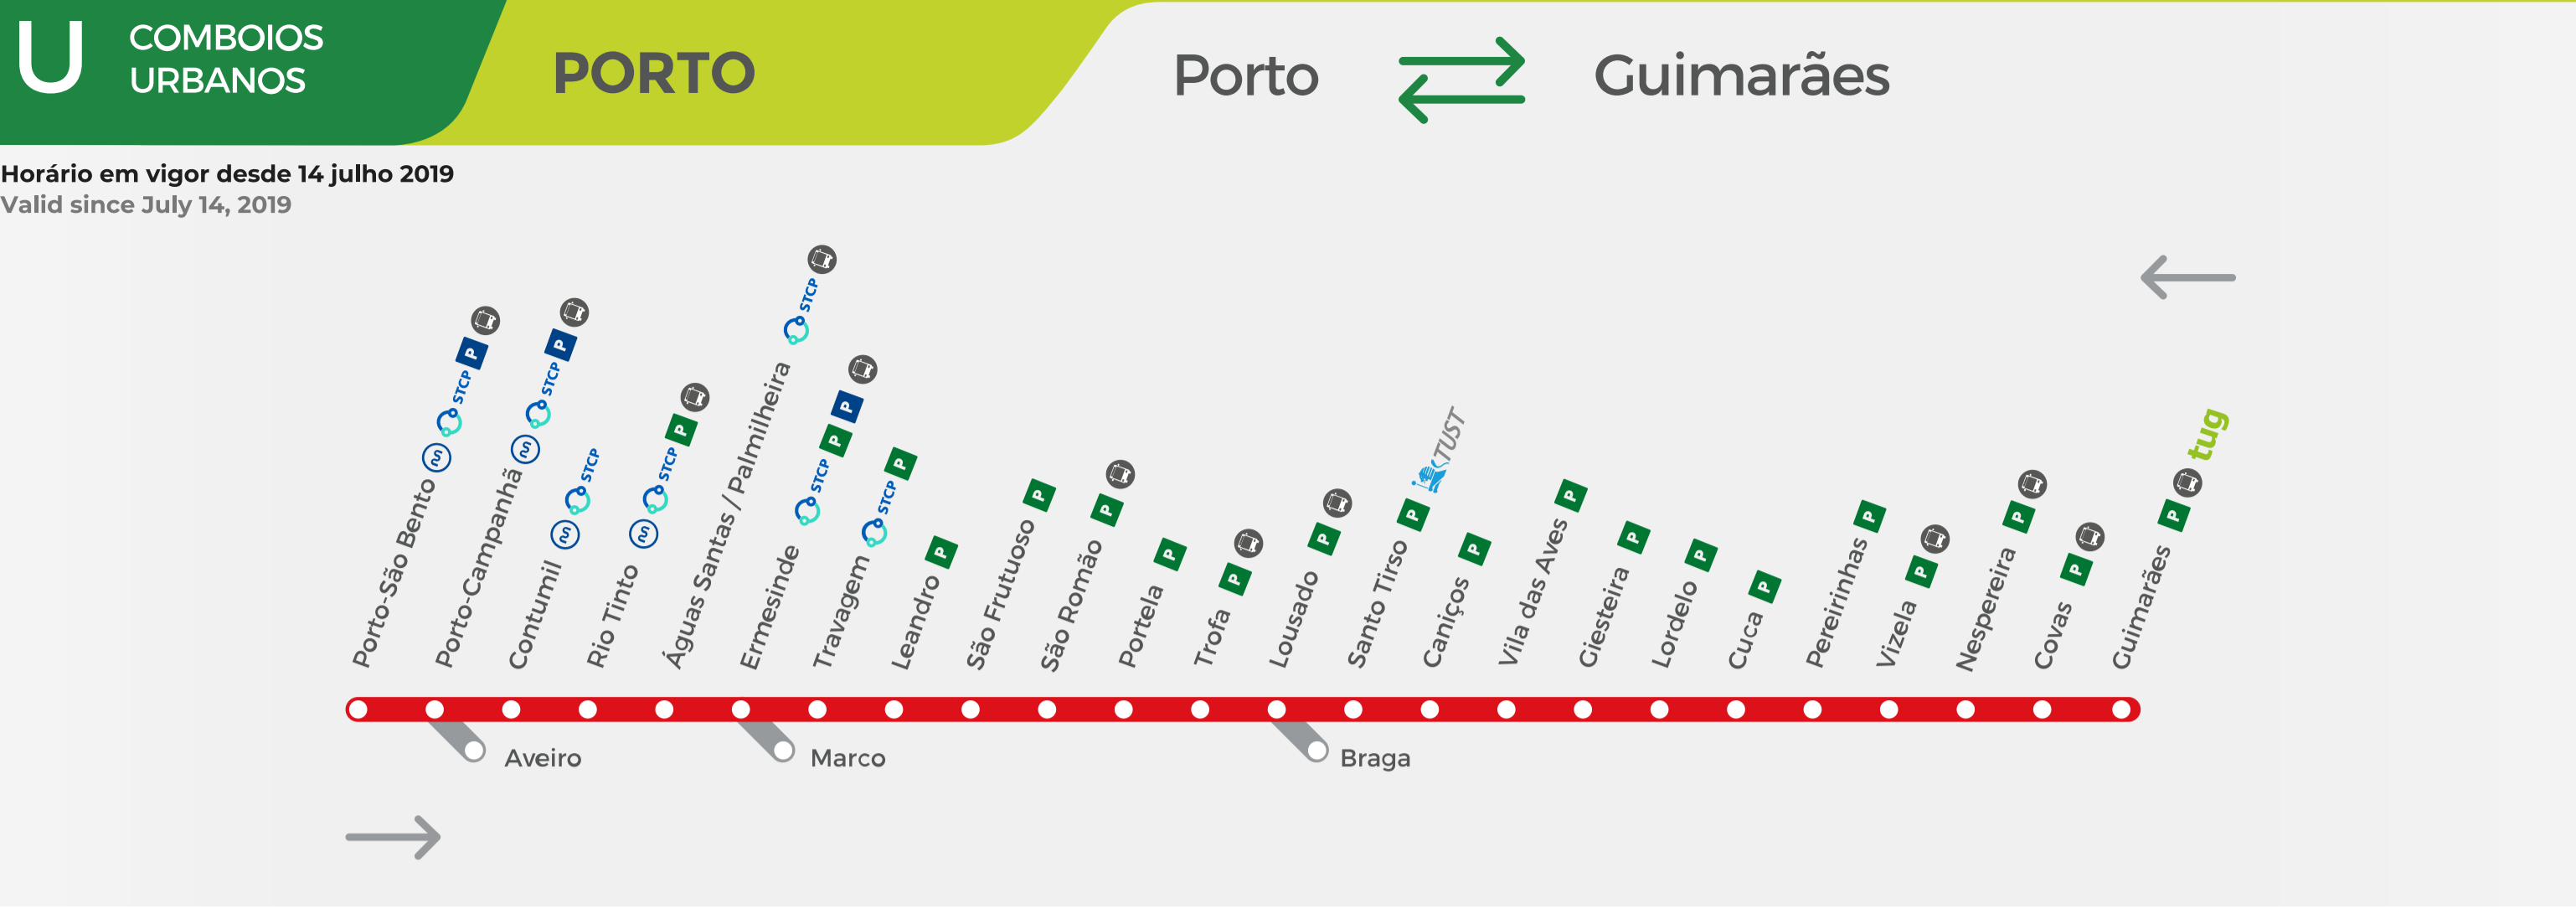 U
COMBOIOS
URBANOS
PORTO
Porto
Guimarães
Horário em vigor desde 14 julho 2019
Valid since July 14, 2019
Porto-São Bento STCP P
Porto-Campanhã STCP P
Contumil STCP
Rio Tinto STCP P
Águas Santas / Palmilheira STCP
Ermesinde STCP P P
Travagem STCP P
Leandro P
São Frutuoso P
São Romão P
Portela P
Trofa P
Lousado P
Santo Tirso P TUST
Caniços P
Vila das Aves P
Giesteira P
Lordelo P
Cuca P
Pereirinhas P
Vizela P
Nespereira P
Covas P
Guimarães P tug
Aveiro
Marco
Braga